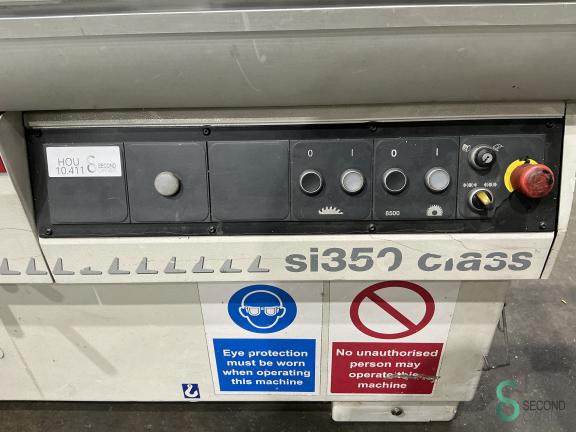 HOU
10.411
SECOND
0 I 0 I
8500
si350 class
Eye protection
must be worn
when operating
this machine
No unauthorised
person may
operate this
machine
SECOND